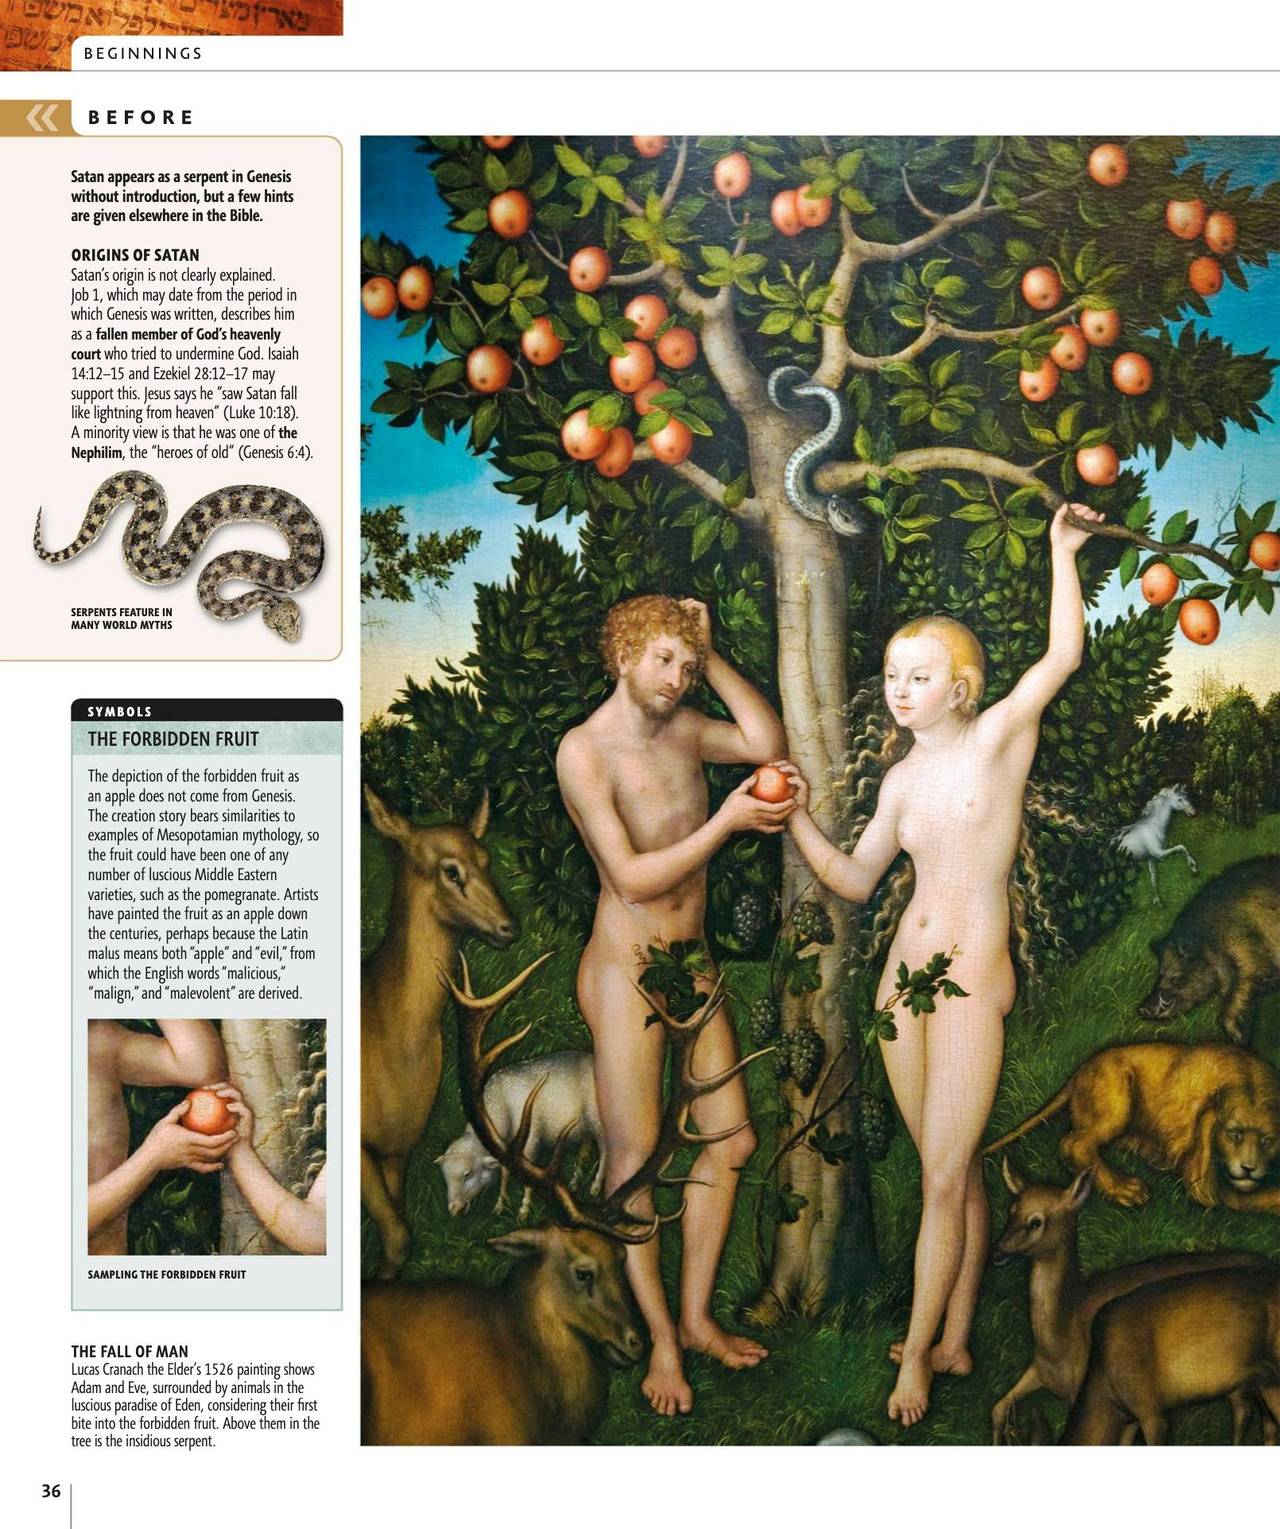 BEGINNINGS
BEFORE
Satan appears as a serpent in Genesis
without introduction, but a few hints
are given elsewhere in the Bible.
ORIGINS OF SATAN
Satan's origin is not clearly explained.
Job 1, which may date from the period in
which Genesis was written, describes him
as a fallen member of God's heavenly
court who tried to undermine God. Isaiah
14:12–15 and Ezekiel 28:12–17 may
support this. Jesus says he "saw Satan fall
like lightning from heaven" (Luke 10:18).
A minority view is that he was one of the
Nephilim, the "heroes of old" (Genesis 6:4).
SERPENTS FEATURE IN
MANY WORLD MYTHS
SYMBOLS
THE FORBIDDEN FRUIT
The depiction of the forbidden fruit as
an apple does not come from Genesis.
The creation story bears similarities to
examples of Mesopotamian mythology, so
the fruit could have been one of any
number of luscious Middle Eastern
varieties, such as the pomegranate. Artists
have painted the fruit as an apple down
the centuries, perhaps because the Latin
malus means both "apple" and "evil," from
which the English words "malicious,"
"malign," and "malevolent" are derived.
SAMPLING THE FORBIDDEN FRUIT
THE FALL OF MAN
Lucas Cranach the Elder's 1526 painting shows
Adam and Eve, surrounded by animals in the
luscious paradise of Eden, considering their first
bite into the forbidden fruit. Above them in the
tree is the insidious serpent.
36